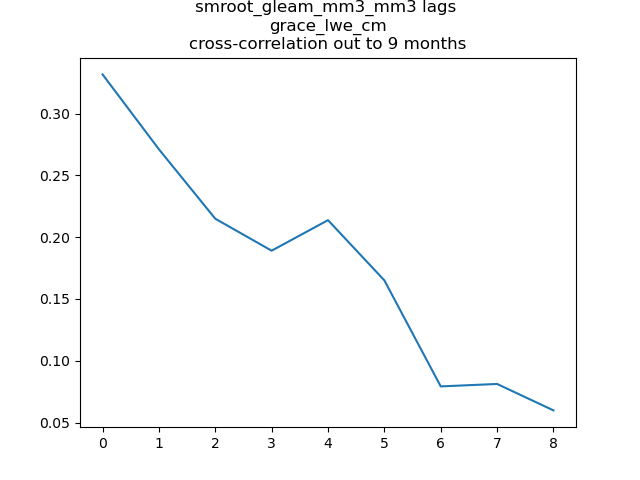 smroot_gleam_mm3_mm3 lags
grace_lwe_cm
cross-correlation out to 9 months
0.30
0.25
0.20
0.15
0.10
0.05
0 1 2 3 4 5 6 7 8